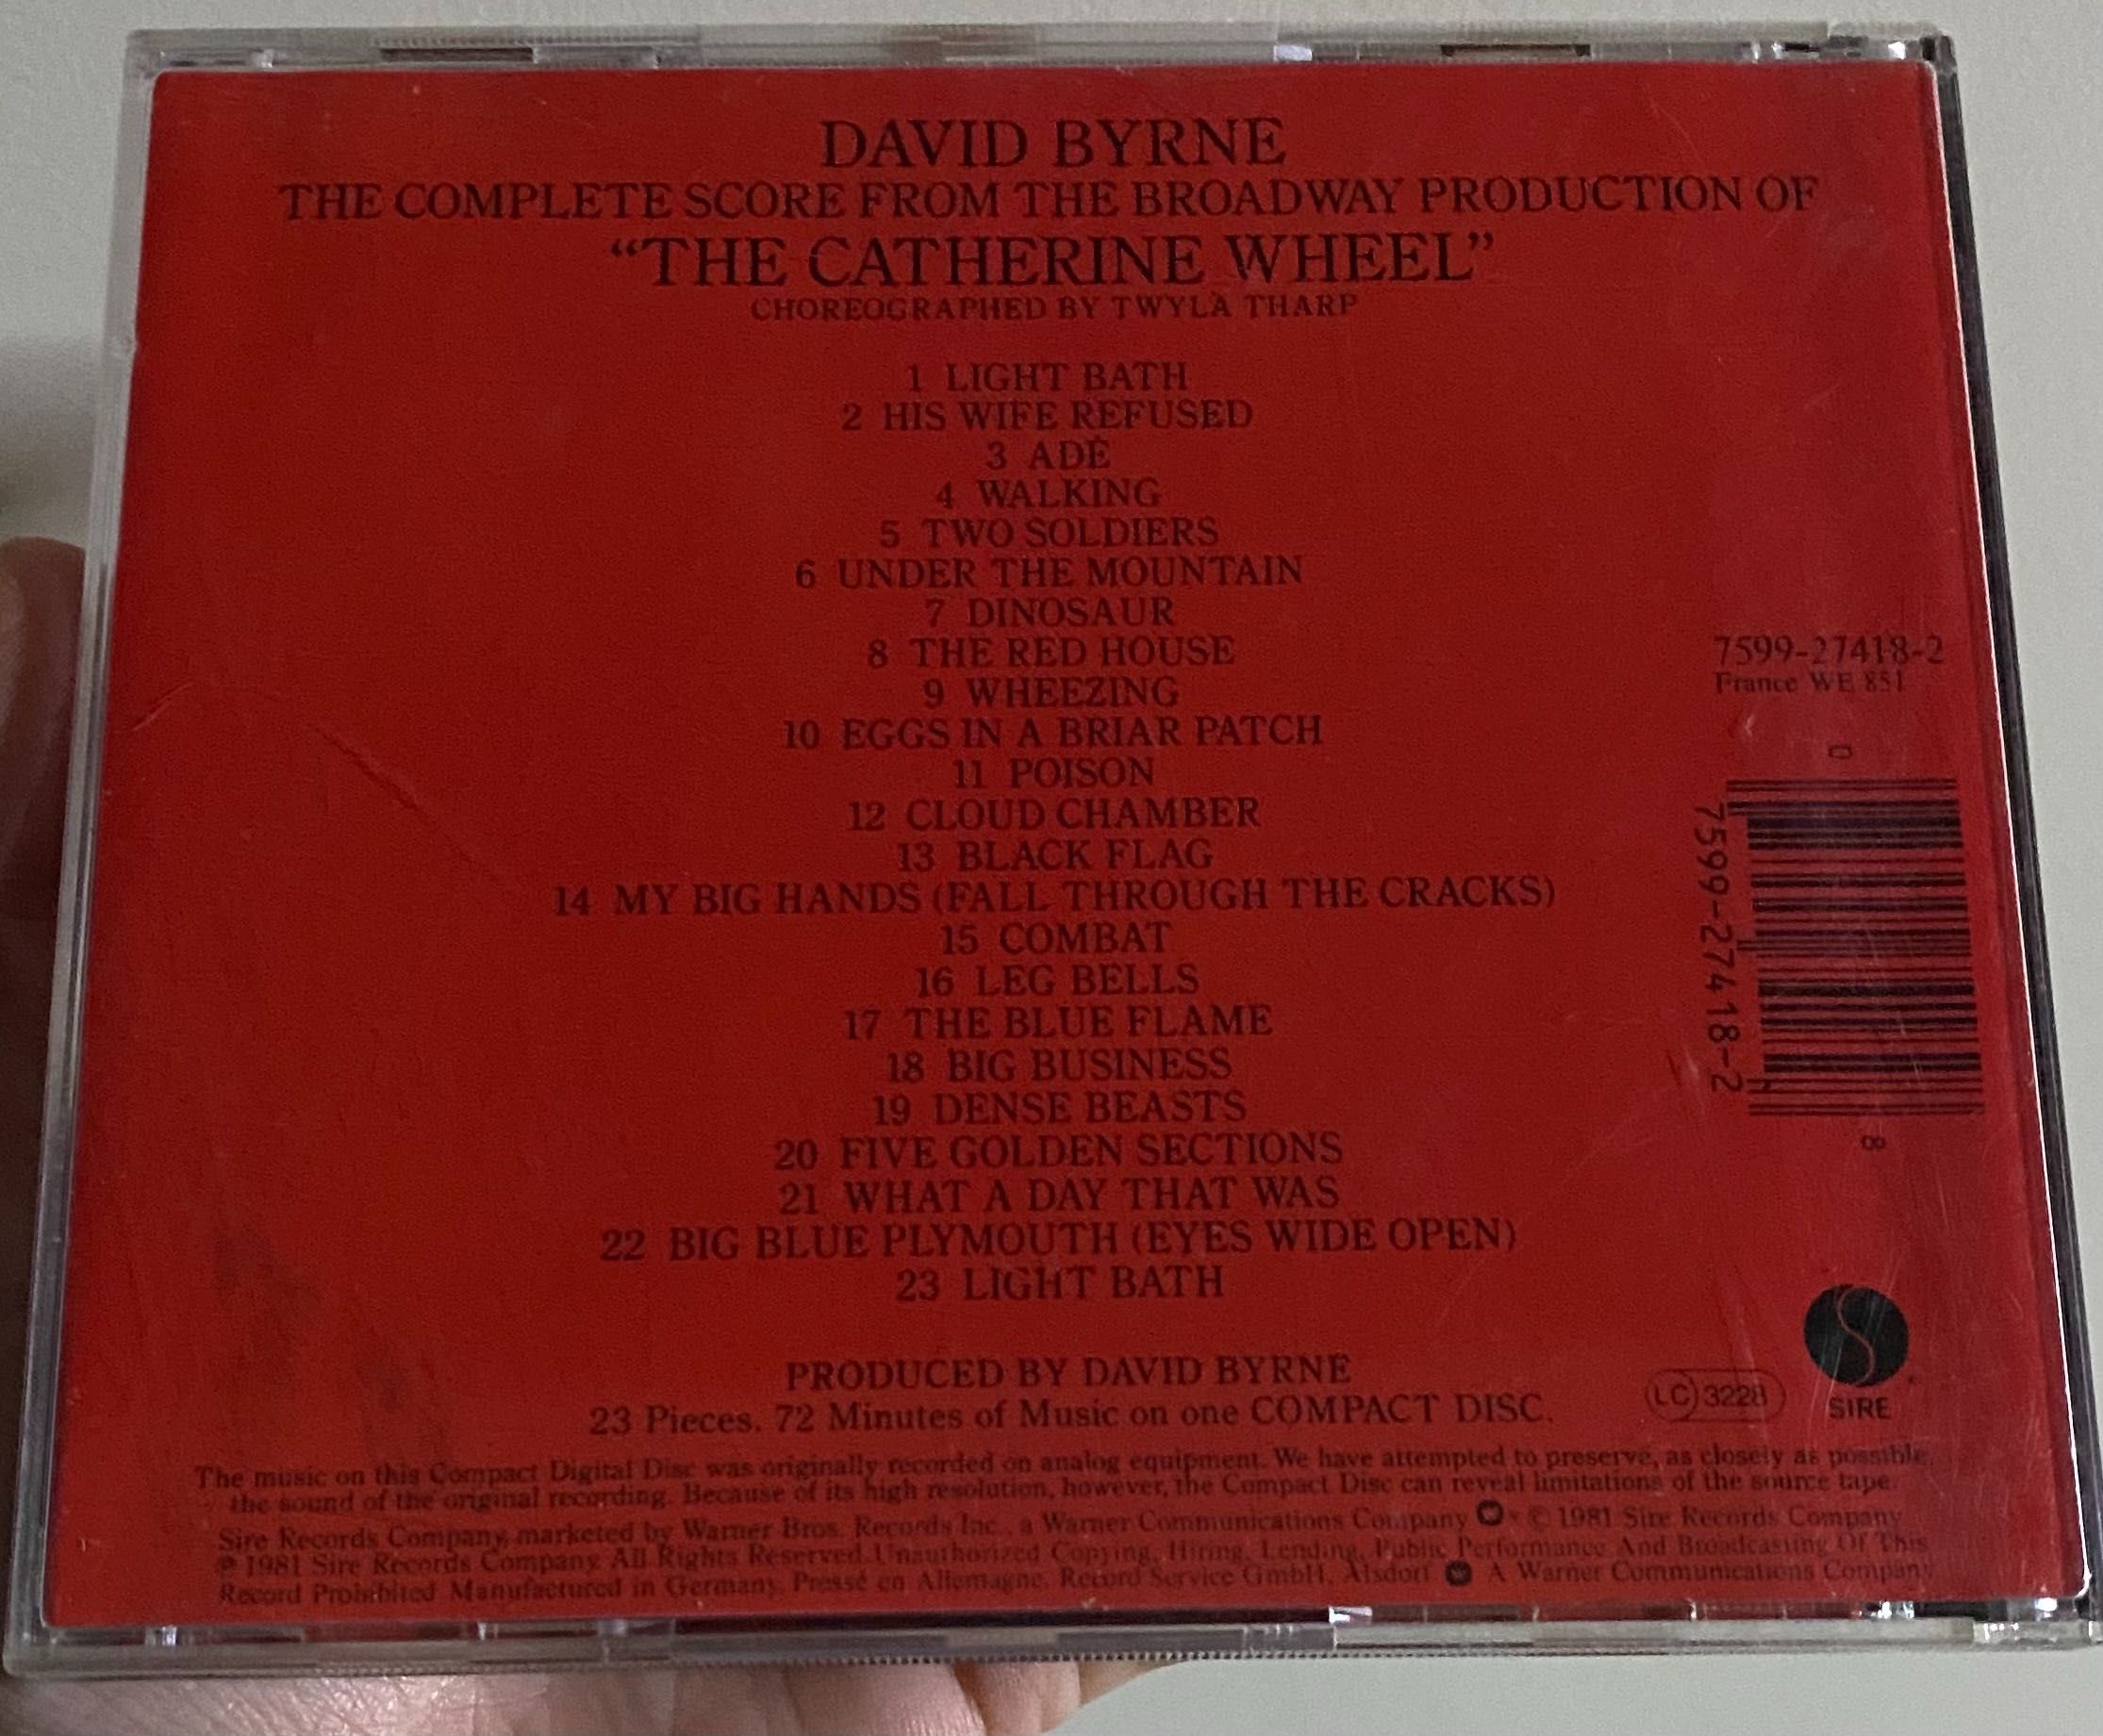 DAVID BYRNE
THE COMPLETE SCORE FROM THE BROADWAY PRODUCTION OF
“THE CATHERINE WHEEL”
CHOREOGRAPHED BY TWYLA THARP
1 LIGHT BATH
2 HIS WIFE REFUSED
3 ADÉ
4 WALKING
5 TWO SOLDIERS
6 UNDER THE MOUNTAIN
7 DINOSAUR
8 THE RED HOUSE
9 WHEEZING
10 EGGS IN A BRIAR PATCH
11 POISON
12 CLOUD CHAMBER
13 BLACK FLAG
14 MY BIG HANDS (FALL THROUGH THE CRACKS)
15 COMBAT
16 LEG BELLS
17 THE BLUE FLAME
18 BIG BUSINESS
19 DENSE BEASTS
20 FIVE GOLDEN SECTIONS
21 WHAT A DAY THAT WAS
22 BIG BLUE PLYMOUTH (EYES WIDE OPEN)
23 LIGHT BATH
7599-27418-2
France WE 851
0
7599-27418-2
8
PRODUCED BY DAVID BYRNE
23 Pieces. 72 Minutes of Music on one COMPACT DISC.
LC 3228
SIRE
The music on this Compact Digital Disc was originally recorded on analog equipment. We have attempted to preserve, as closely as possible,
the sound of the original recording. Because of its high resolution, however, the Compact Disc can reveal limitations of the source tape.
Sire Records Company, marketed by Warner Bros. Records Inc., a Warner Communications Company © 1981 Sire Records Company
℗ 1981 Sire Records Company. All Rights Reserved. Unauthorized Copying, Hiring, Lending, Public Performance And Broadcasting Of This
Record Prohibited Manufactured in Germany. Pressé en Allemagne. Record Service GmbH, Alsdorf A Warner Communications Company